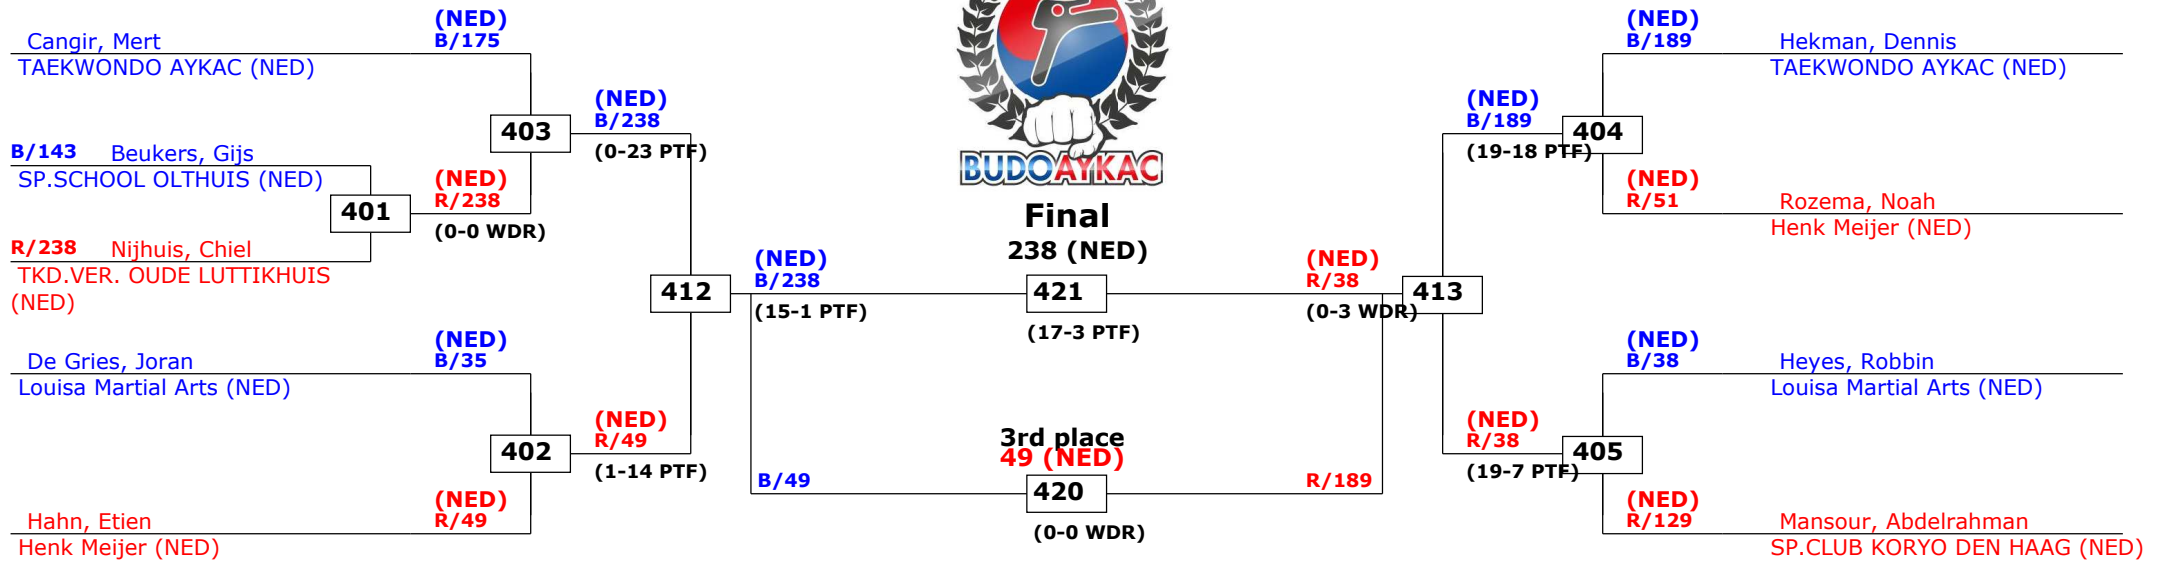 (NED)
B/175
Cangir, Mert
TAEKWONDO AYKAC (NED)
403
B/143 Beukers, Gijs
SP.SCHOOL OLTHUIS (NED)
401
(NED)
R/238
(0-0 WDR)
R/238 Nijhuis, Chiel
TKD.VER. OUDE LUTTIKHUIS
(NED)
(NED)
B/238
(0-23 PTF)
412
(NED)
B/35
De Gries, Joran
Louisa Martial Arts (NED)
402
(NED)
R/49
(1-14 PTF)
(NED)
R/49
Hahn, Etien
Henk Meijer (NED)
(NED)
B/238
(15-1 PTF)
BUDOAYKAC
Final
238 (NED)
421
(17-3 PTF)
3rd place
49 (NED)
B/49
420
R/189
(0-0 WDR)
(NED)
R/38
(0-3 WDR)
413
(NED)
B/189
(19-18 PTF)
404
(NED)
B/189
Hekman, Dennis
TAEKWONDO AYKAC (NED)
(NED)
R/51
Rozema, Noah
Henk Meijer (NED)
(NED)
B/38
Heyes, Robbin
Louisa Martial Arts (NED)
(NED)
R/38
(19-7 PTF)
405
(NED)
R/129
Mansour, Abdelrahman
SP.CLUB KORYO DEN HAAG (NED)